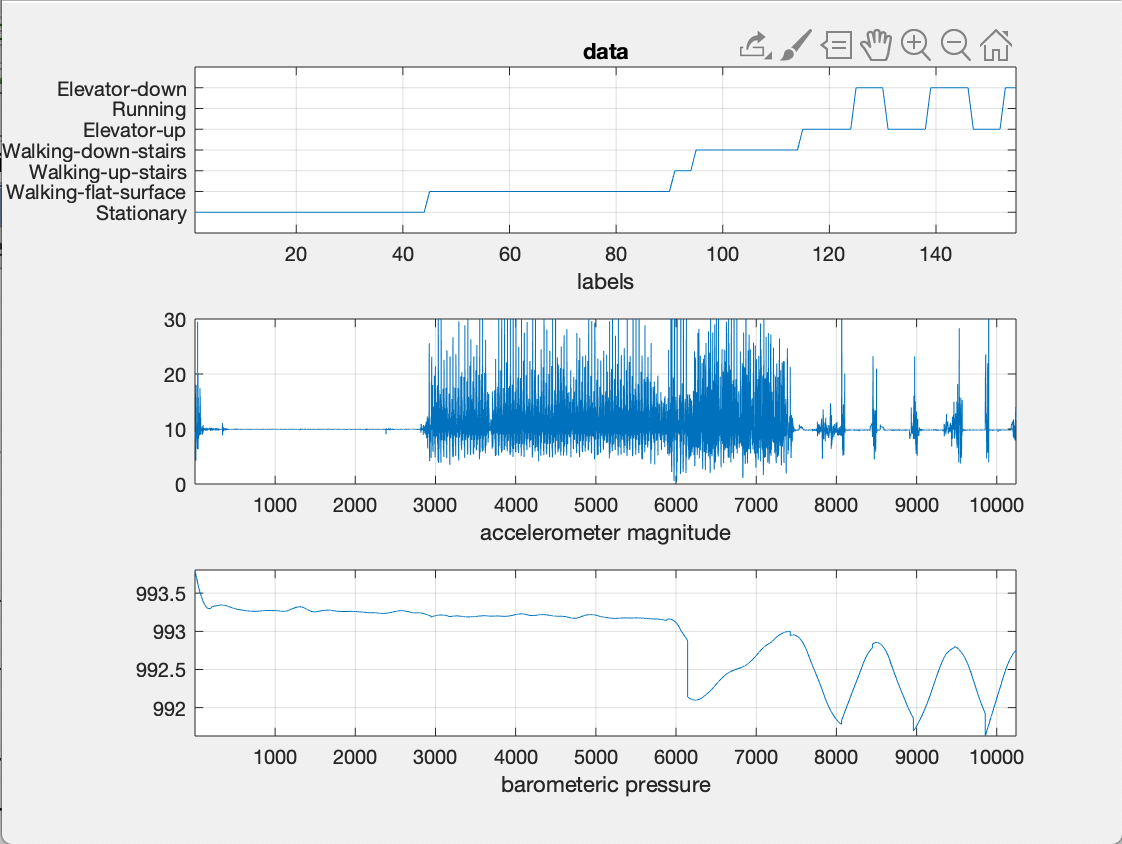 data
Elevator-down
Running
Elevator-up
Walking-down-stairs
Walking-up-stairs
Walking-flat-surface
Stationary
20 40 60 80 100 120 140
labels
30
20
10
0
1000 2000 3000 4000 5000 6000 7000 8000 9000 10000
accelerometer magnitude
993.5
993
992.5
992
1000 2000 3000 4000 5000 6000 7000 8000 9000 10000
barometeric pressure